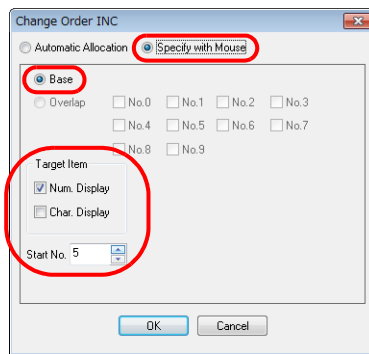 Change Order INC
Automatic Allocation Specify with Mouse
Base
Overlap No.0 No.1 No.2 No.3
No.4 No.5 No.6 No.7
No.8 No.9
Target Item
Num. Display
Char. Display
Start No. 5
OK Cancel